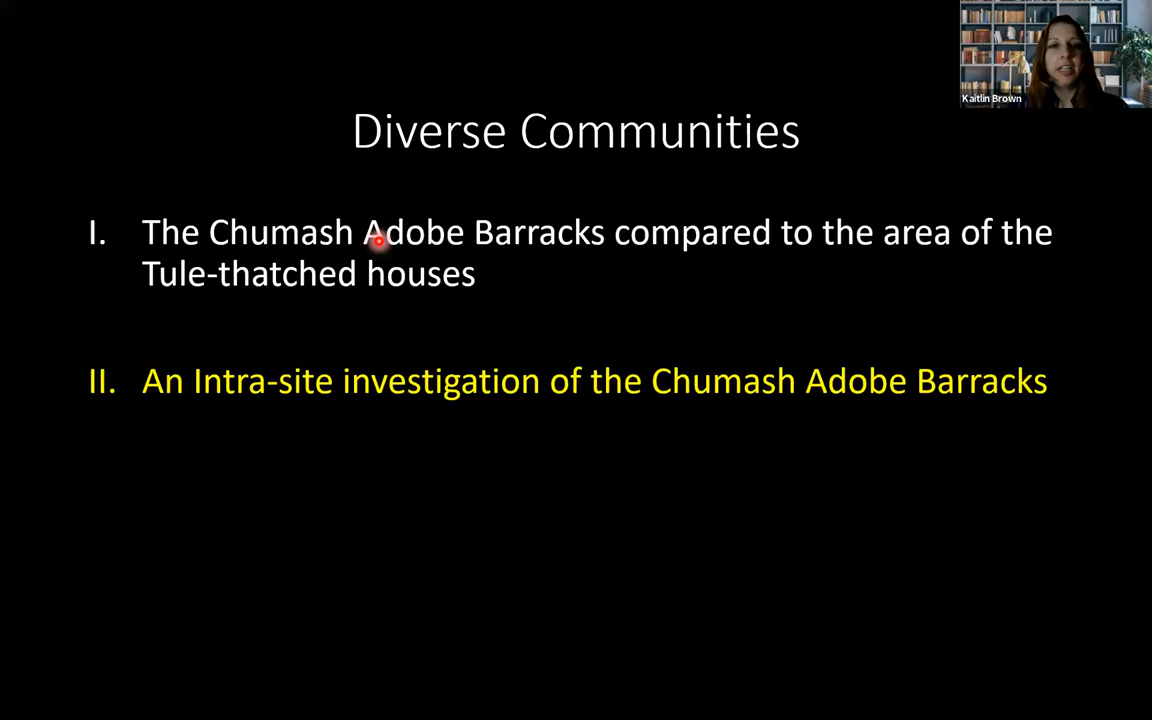 Kaitlin Brown
Diverse Communities
I. The Chumash Adobe Barracks compared to the area of the
Tule-thatched houses
II. An Intra-site investigation of the Chumash Adobe Barracks